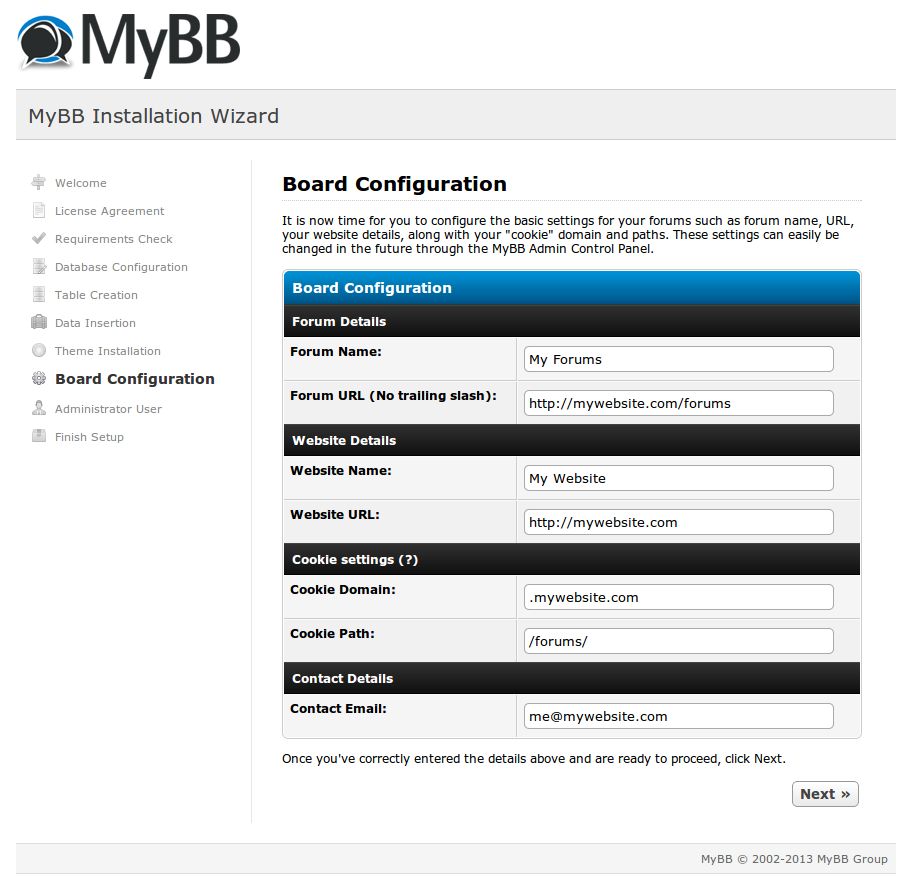 MyBB
MyBB Installation Wizard
Welcome
License Agreement
Requirements Check
Database Configuration
Table Creation
Data Insertion
Theme Installation
Board Configuration
Administrator User
Finish Setup
Board Configuration
It is now time for you to configure the basic settings for your forums such as forum name, URL,
your website details, along with your "cookie" domain and paths. These settings can easily be
changed in the future through the MyBB Admin Control Panel.
Board Configuration
Forum Details
Forum Name: My Forums
Forum URL (No trailing slash): http://mywebsite.com/forums
Website Details
Website Name: My Website
Website URL: http://mywebsite.com
Cookie settings (?)
Cookie Domain: .mywebsite.com
Cookie Path: /forums/
Contact Details
Contact Email: me@mywebsite.com
Once you've correctly entered the details above and are ready to proceed, click Next.
Next »
MyBB © 2002-2013 MyBB Group